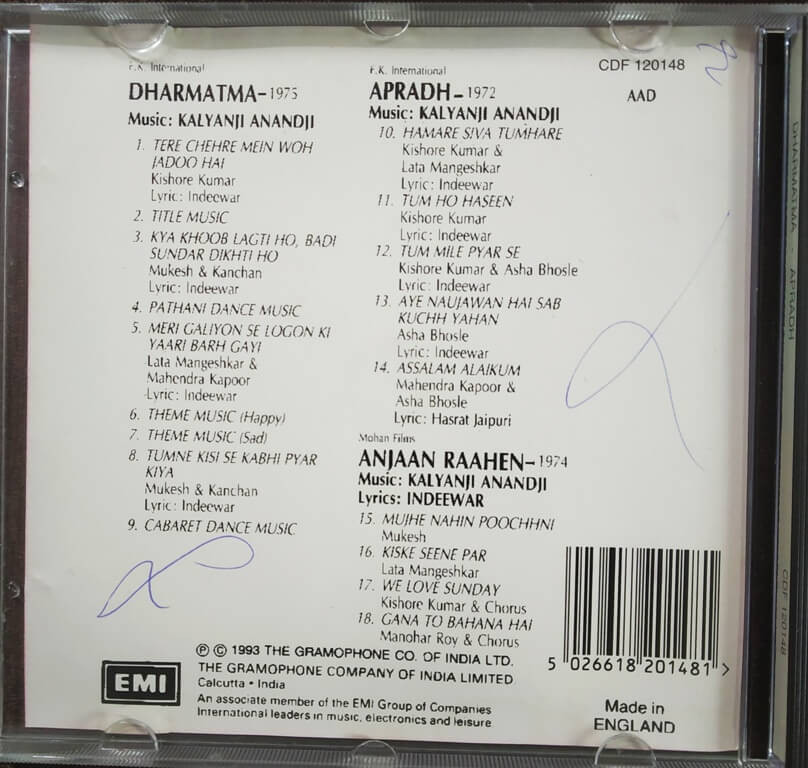 F.K. International
DHARMATMA-1975
Music: KALYANJI ANANDJI
1. TERE CHEHRE MEIN WOH
JADOO HAI
Kishore Kumar
Lyric: Indeewar
2. TITLE MUSIC
3. KYA KHOOB LAGTI HO, BADI
SUNDAR DIKHTI HO
Mukesh & Kanchan
Lyric: Indeewar
4. PATHANI DANCE MUSIC
5. MERI GALIYON SE LOGON KI
YAARI BARH GAYI
Lata Mangeshkar &
Mahendra Kapoor
Lyric: Indeewar
6. THEME MUSIC (Happy)
7. THEME MUSIC (Sad)
8. TUMNE KISI SE KABHI PYAR
KIYA
Mukesh & Kanchan
Lyric: Indeewar
9. CABARET DANCE MUSIC
F.K. International
APRADH-1972
Music: KALYANJI ANANDJI
10. HAMARE SIVA TUMHARE
Kishore Kumar &
Lata Mangeshkar
Lyric: Indeewar
11. TUM HO HASEEN
Kishore Kumar
Lyric: Indeewar
12. TUM MILE PYAR SE
Kishore Kumar & Asha Bhosle
Lyric: Indeewar
13. AYE NAUJAWAN HAI SAB
KUCHH YAHAN
Asha Bhosle
Lyric: Indeewar
14. ASSALAM ALAIKUM
Mahendra Kapoor &
Asha Bhosle
Lyric: Hasrat Jaipuri
Mohan Films
ANJAAN RAAHEN-1974
Music: KALYANJI ANANDJI
Lyrics: INDEEWAR
15. MUJHE NAHIN POOCHHNI
Mukesh
16. KISKE SEENE PAR
Lata Mangeshkar
17. WE LOVE SUNDAY
Kishore Kumar & Chorus
18. GANA TO BAHANA HAI
Manohar Roy & Chorus
CDF 120148
AAD
EMI
℗ © 1993 THE GRAMOPHONE CO. OF INDIA LTD.
THE GRAMOPHONE COMPANY OF INDIA LIMITED
Calcutta • India
An associate member of the EMI Group of Companies
International leaders in music, electronics and leisure
5 026618 201481 >
Made in
ENGLAND
DHARMATMA - APRADH
CDF 120148